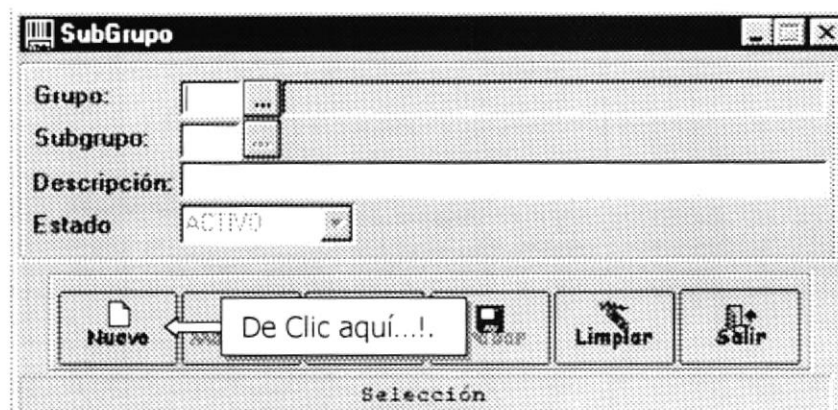 SubGrupo
Grupo: ...
Subgrupo: ...
Descripción:
Estado ACTIVO
Nuevo De Clic aquí...!. Limpiar Salir
Selección